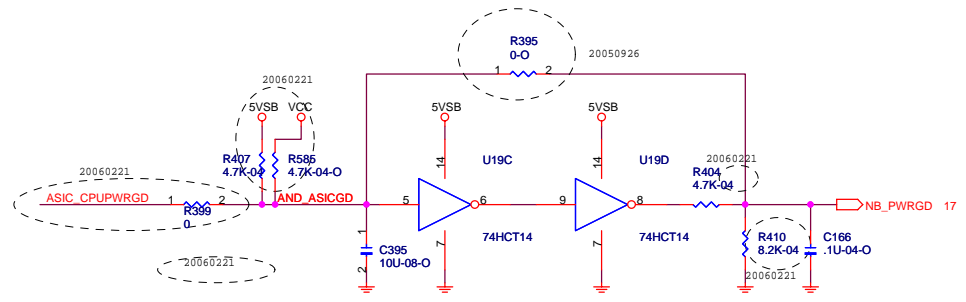 R395
0-O
20050926
1
2
20060221
5VSB
VCC
5VSB
5VSB
R407
4.7K-04
R585
4.7K-04-O
14
U19C
14
U19D
20060221
R404
4.7K-04
20060221
ASIC_CPUPWRGD
1
2
R399
0
AND_ASICGD
5
6
9
8
NB_PWRGD 17
1
C395
10U-08-O
2
7
74HCT14
7
74HCT14
R410
8.2K-04
C166
.1U-04-O
20060221
20060221